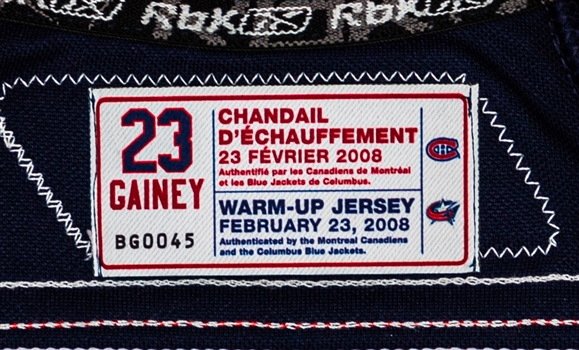 Rbk Rbk
23
GAINEY
BG0045
CHANDAIL
D'ÉCHAUFFEMENT
23 FÉVRIER 2008
Authentifié par les Canadiens de Montréal
et les Blue Jackets de Columbus.
WARM-UP JERSEY
FEBRUARY 23, 2008
Authenticated by the Montreal Canadiens
and the Columbus Blue Jackets.